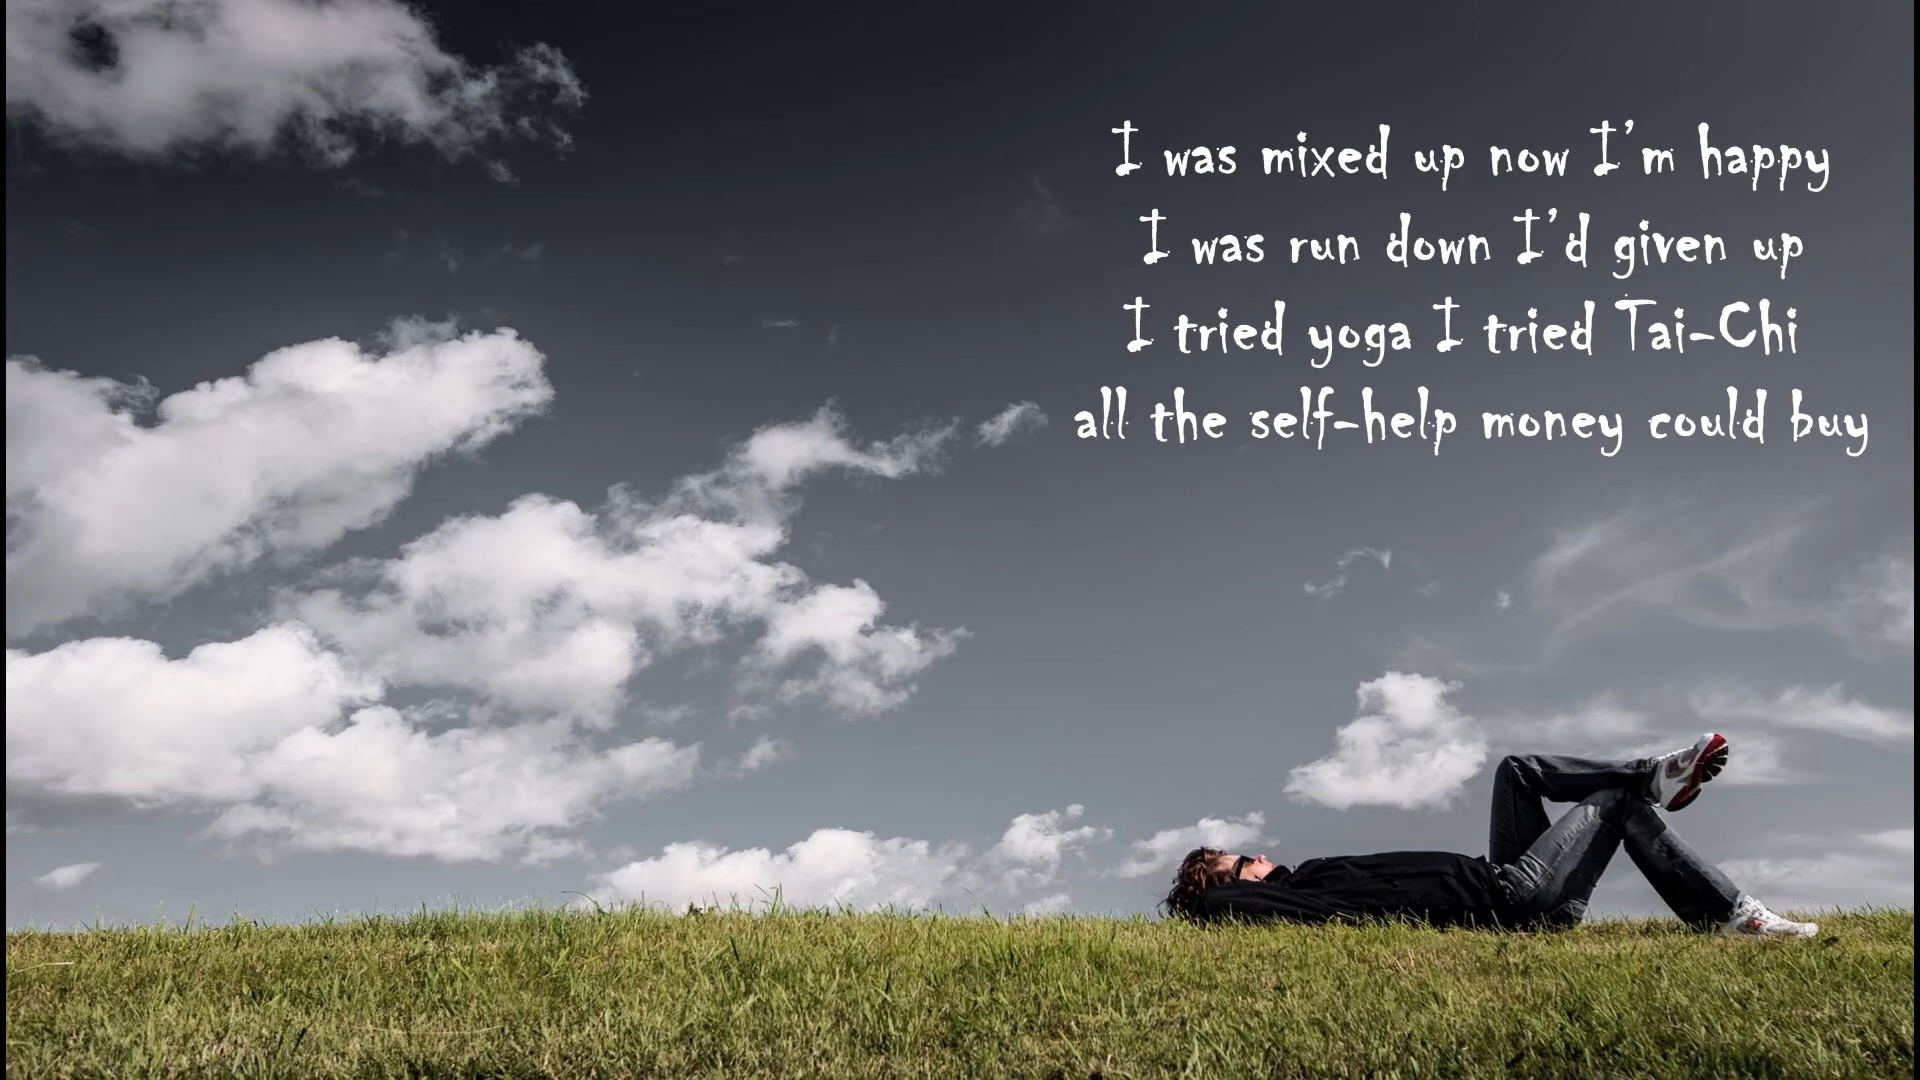 I was mixed up now I'm happy
I was run down I'd given up
I tried yoga I tried Tai-Chi
all the self-help money could buy